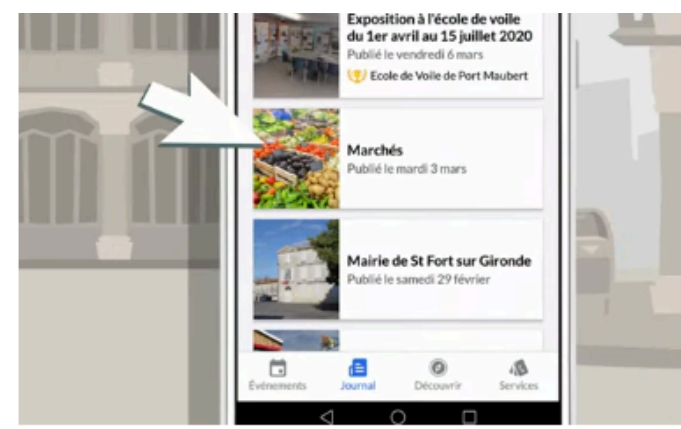 Exposition à l'école de voile
du 1er avril au 15 juillet 2020
Publié le vendredi 6 mars
Ecole de Voile de Port Maubert
Marchés
Publié le mardi 3 mars
Mairie de St Fort sur Gironde
Publié le samedi 29 février
Événements Journal Découvrir Services